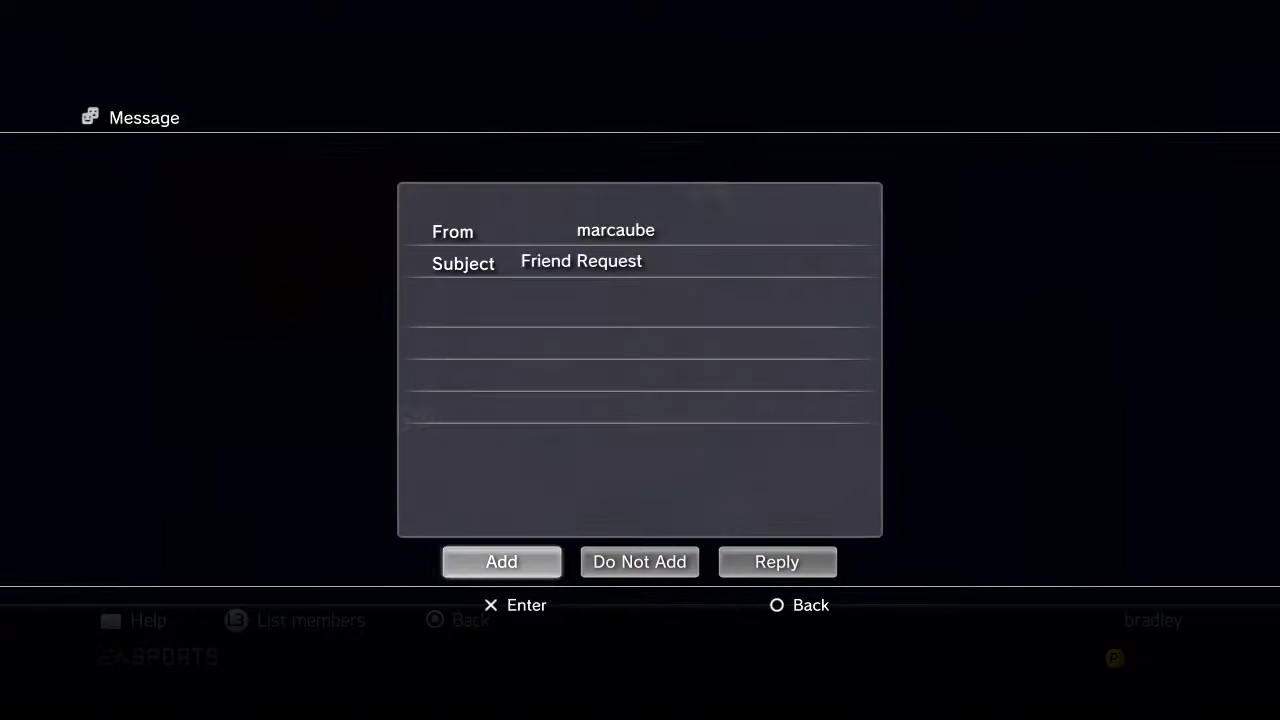 Message
From marcaube
Subject Friend Request
Add Do Not Add Reply
Enter Back
Help L3 List members Back bradley
EA SPORTS P